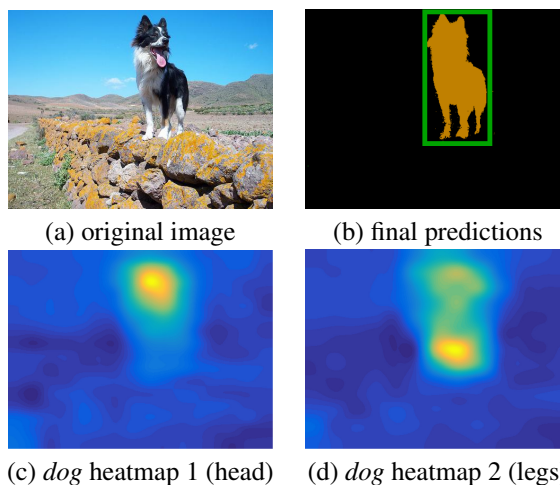 (a) original image
(b) final predictions
(c) dog heatmap 1 (head)
(d) dog heatmap 2 (legs